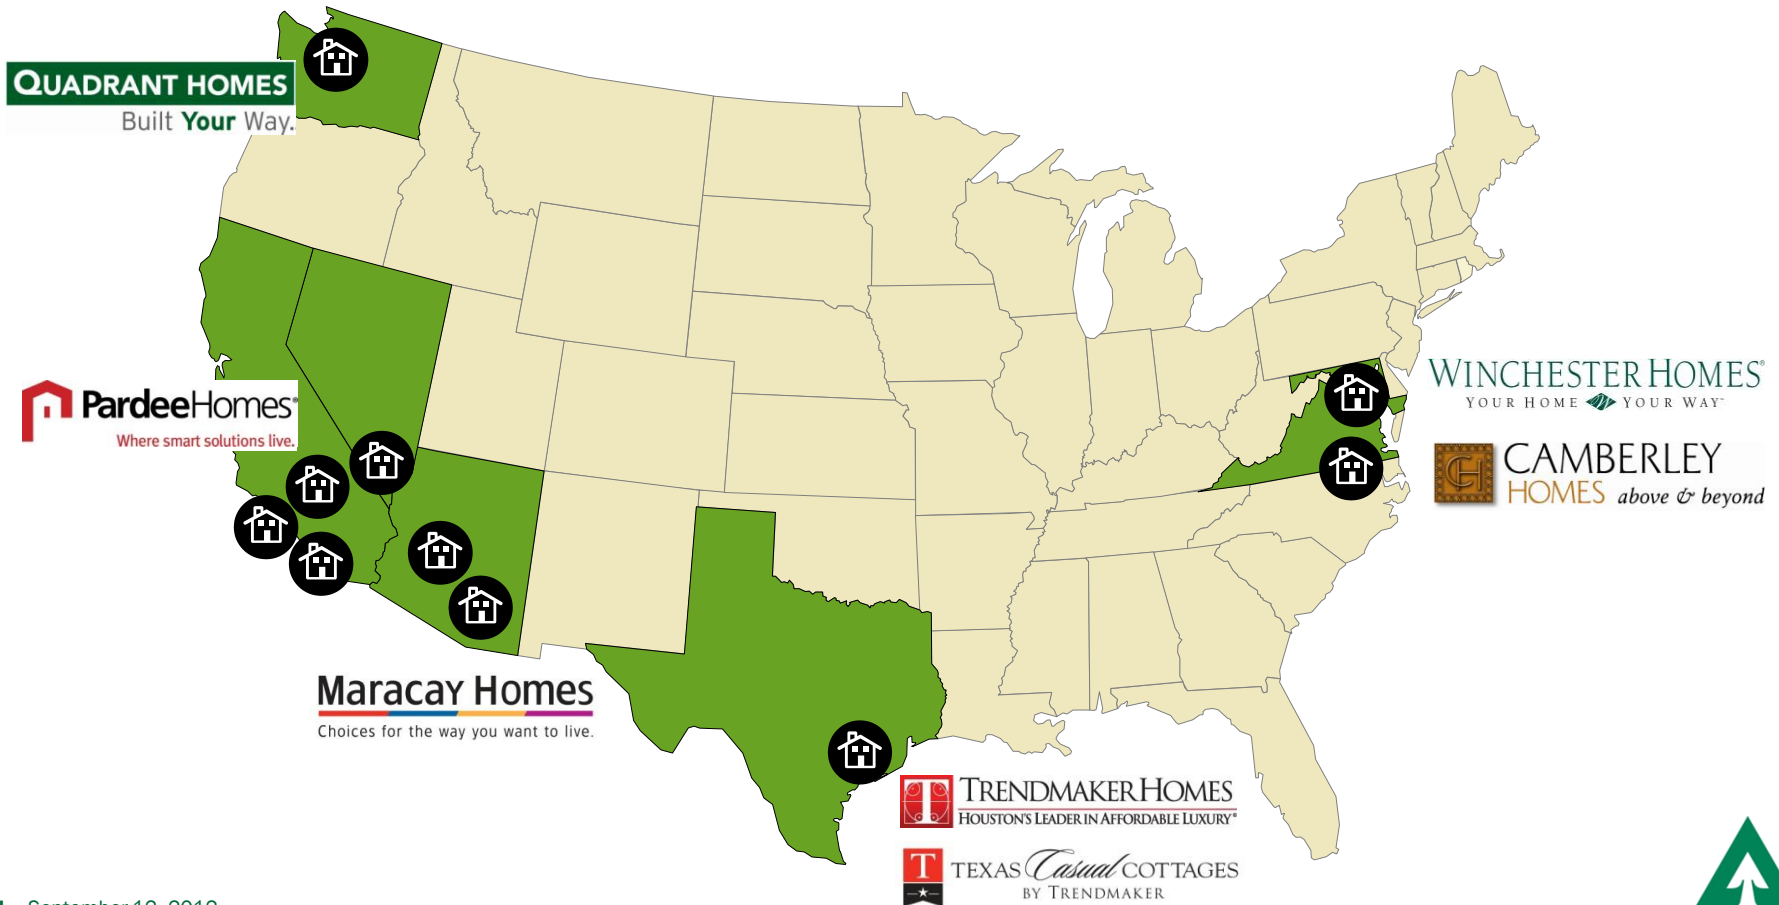 QUADRANT HOMES
Built Your Way.
PardeeHomes®
Where smart solutions live.
WINCHESTER HOMES®
YOUR HOME YOUR WAY™
CH
CAMBERLEY
HOMES above & beyond
Maracay Homes
Choices for the way you want to live.
T
TRENDMAKER HOMES
HOUSTON'S LEADER IN AFFORDABLE LUXURY®
T
TEXAS Casual COTTAGES
BY TRENDMAKER